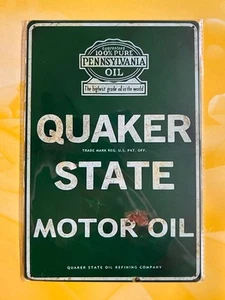 Guaranteed
100% PURE
PENNSYLVANIA
OIL
The highest grade oil in the world
QUAKER
TRADE MARK REG. U.S. PAT. OFF.
STATE
MOTOR OIL
QUAKER STATE OIL REFINING COMPANY